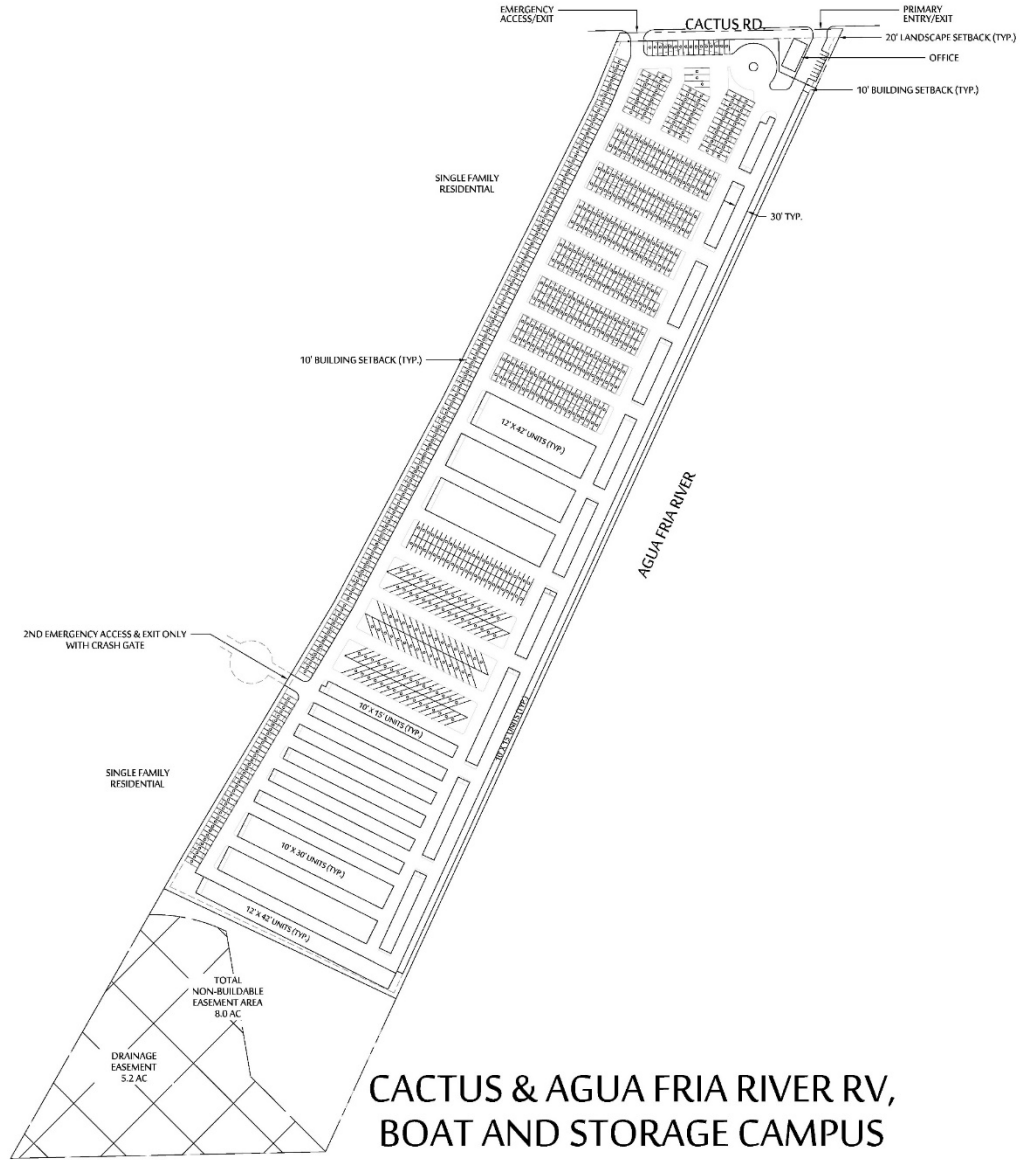 EMERGENCY
ACCESS/EXIT
CACTUS RD.
PRIMARY
ENTRY/EXIT
20' LANDSCAPE SETBACK (TYP.)
OFFICE
10' BUILDING SETBACK (TYP.)
SINGLE FAMILY
RESIDENTIAL
30' TYP.
10' BUILDING SETBACK (TYP.)
12' X 42' UNITS (TYP.)
AGUA FRIA RIVER
2ND EMERGENCY ACCESS & EXIT ONLY
WITH CRASH GATE
10' X 15' UNITS (TYP.)
10' X 15' UNITS (TYP.)
SINGLE FAMILY
RESIDENTIAL
10' X 30' UNITS (TYP.)
12' X 42' UNITS (TYP.)
TOTAL
NON-BUILDABLE
EASEMENT AREA
8.0 AC
DRAINAGE
EASEMENT
5.2 AC
CACTUS & AGUA FRIA RIVER RV,
BOAT AND STORAGE CAMPUS